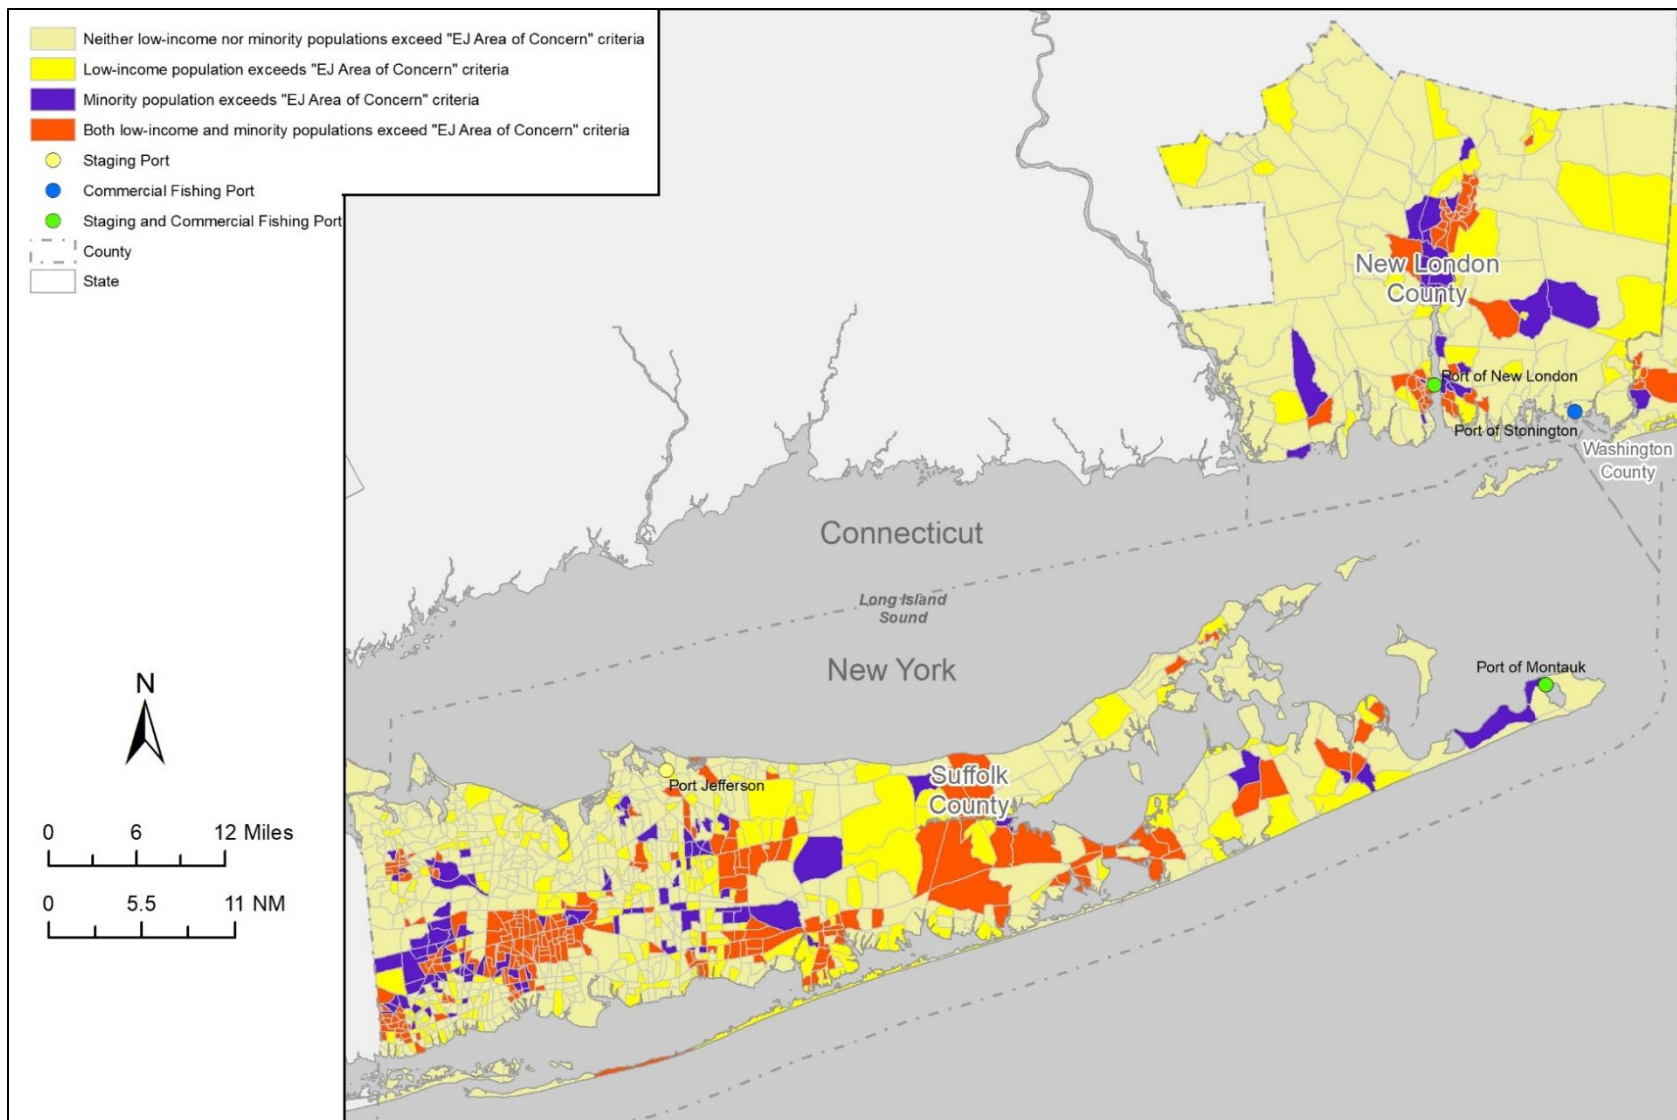 Neither low-income nor minority populations exceed "EJ Area of Concern" criteria
Low-income population exceeds "EJ Area of Concern" criteria
Minority population exceeds "EJ Area of Concern" criteria
Both low-income and minority populations exceed "EJ Area of Concern" criteria
Staging Port
Commercial Fishing Port
Staging and Commercial Fishing Port
County
State
New London
County
Port of New London
Port of Stonington
Washington
County
Connecticut
Long Island
Sound
New York
Port of Montauk
Suffolk
County
Port Jefferson
N
0 6 12 Miles
0 5.5 11 NM